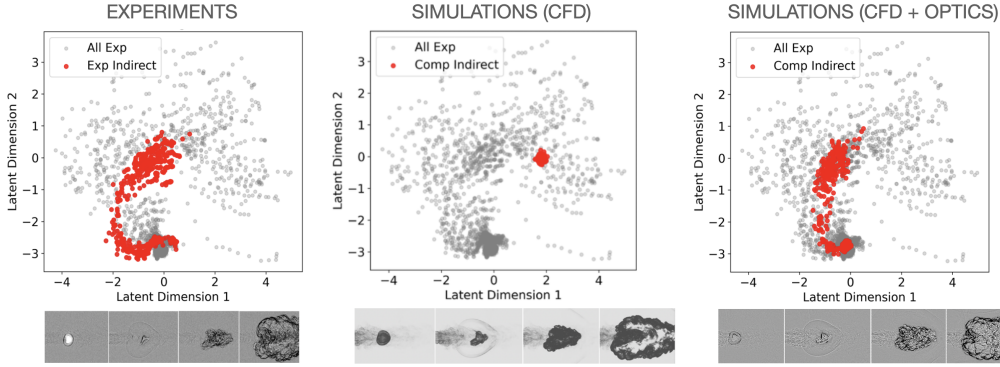 EXPERIMENTS
SIMULATIONS (CFD)
SIMULATIONS (CFD + OPTICS)
All Exp
Exp Indirect
Latent Dimension 2
3
2
1
0
−1
−2
−3
−4
−2
0
2
4
Latent Dimension 1
All Exp
Comp Indirect
Latent Dimension 2
3
2
1
0
−1
−2
−3
−4
−2
0
2
4
Latent Dimension 1
All Exp
Comp Indirect
Latent Dimension 2
3
2
1
0
−1
−2
−3
−4
−2
0
2
4
Latent Dimension 1